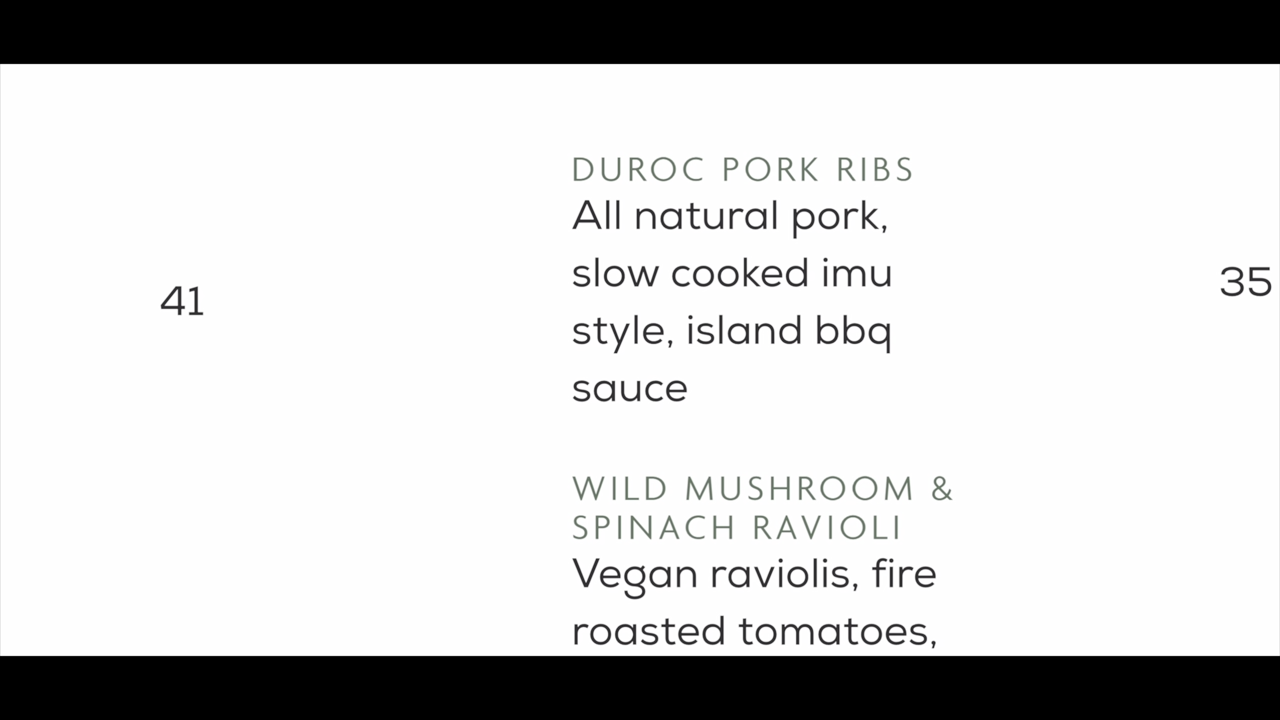 DUROC PORK RIBS
All natural pork,
slow cooked imu
style, island bbq
sauce
41
35
WILD MUSHROOM &
SPINACH RAVIOLI
Vegan raviolis, fire
roasted tomatoes,